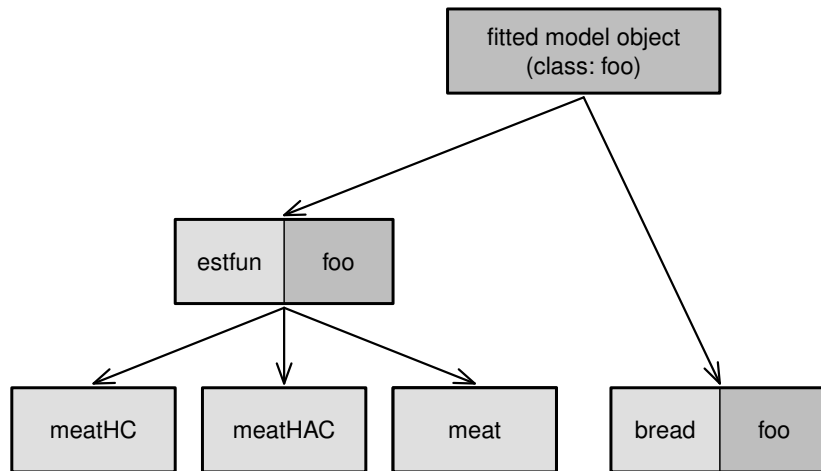 fitted model object
(class: foo)
estfun foo
meatHC meatHAC meat bread foo